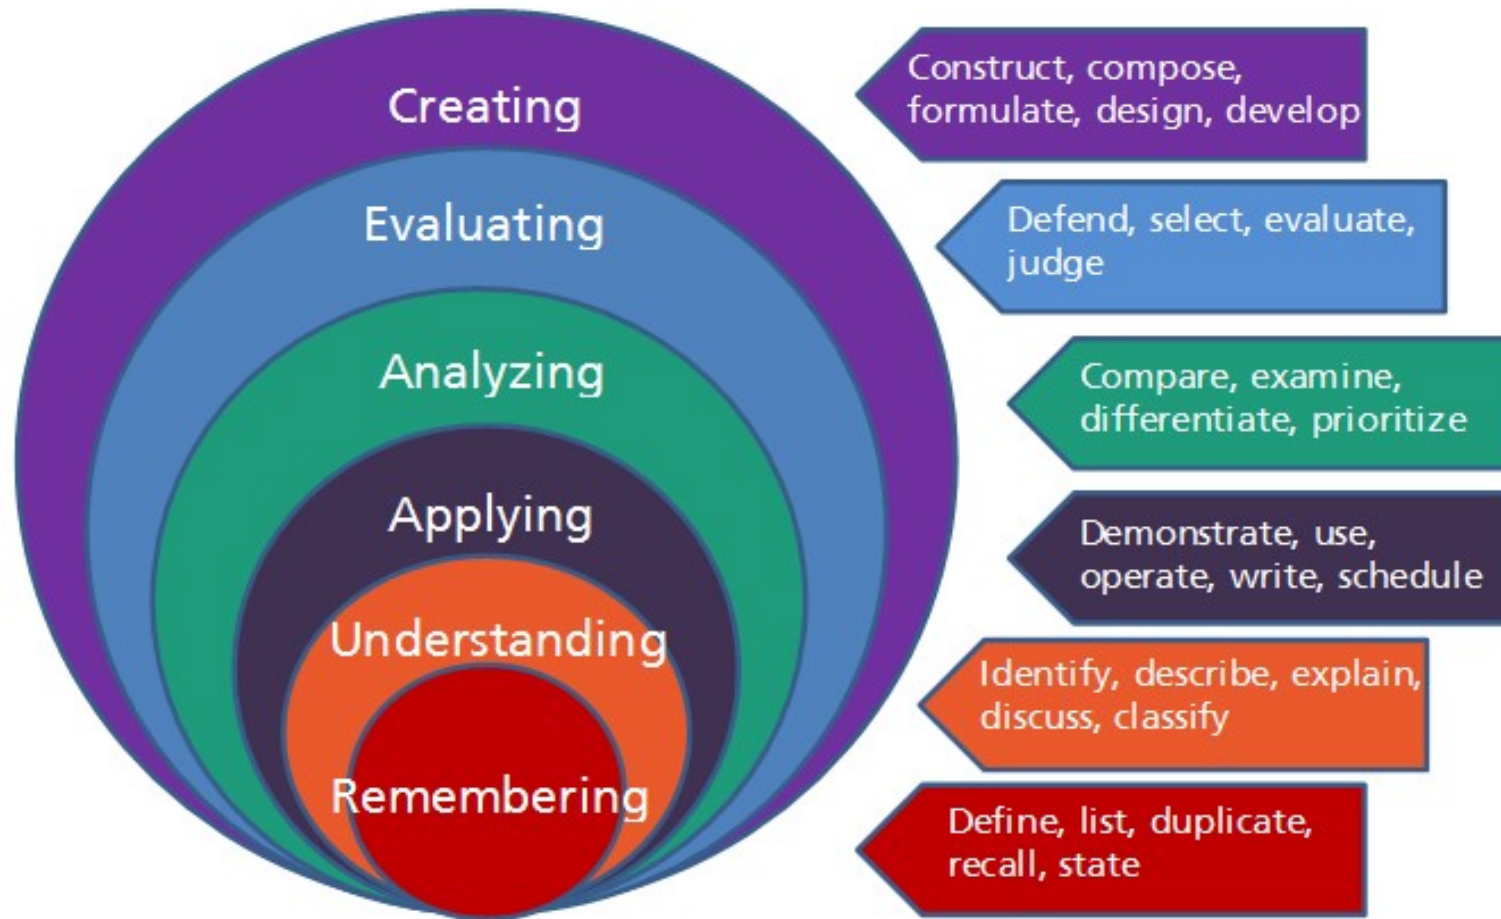 Creating
Construct, compose,
formulate, design, develop
Evaluating
Defend, select, evaluate,
judge
Analyzing
Compare, examine,
differentiate, prioritize
Applying
Demonstrate, use,
operate, write, schedule
Understanding
Identify, describe, explain,
discuss, classify
Remembering
Define, list, duplicate,
recall, state